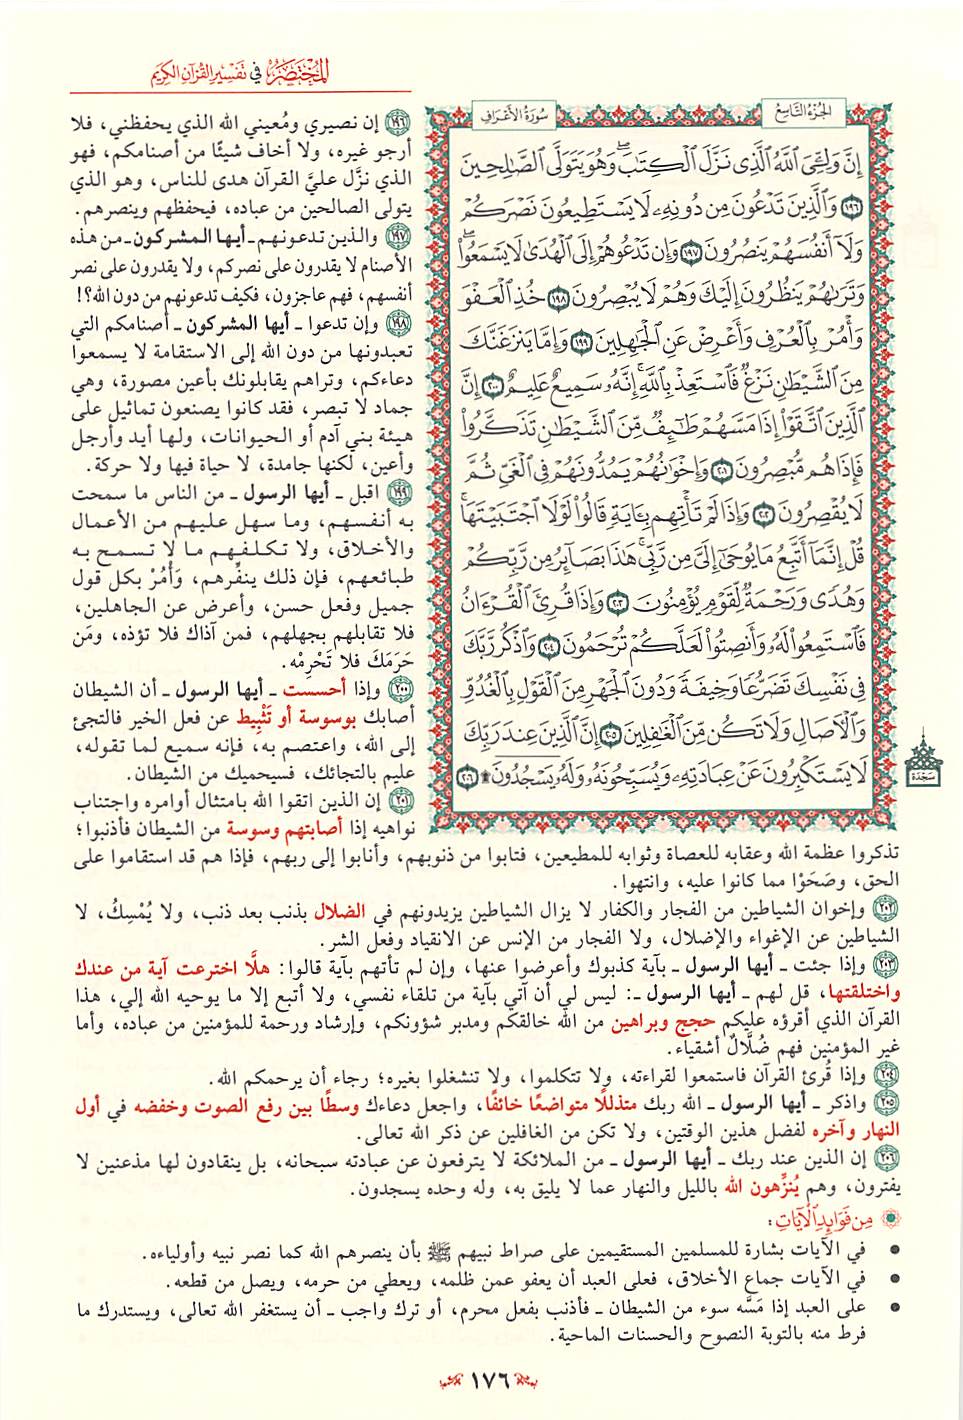 المختصر في تفسير القرآن الكريم
الجزء التاسع
سورة الأعراف
إِنَّ وَلِـِّۧيَ ٱللَّهُ ٱلَّذِي نَزَّلَ ٱلۡكِتَٰبَۖ وَهُوَ يَتَوَلَّى ٱلصَّٰلِحِينَ
١٩٦ وَٱلَّذِينَ تَدۡعُونَ مِن دُونِهِۦ لَا يَسۡتَطِيعُونَ نَصۡرَكُمۡ
وَلَآ أَنفُسَهُمۡ يَنصُرُونَ ١٩٧ وَإِن تَدۡعُوهُمۡ إِلَى ٱلۡهُدَىٰ لَا يَسۡمَعُواْۖ
وَتَرَىٰهُمۡ يَنظُرُونَ إِلَيۡكَ وَهُمۡ لَا يُبۡصِرُونَ ١٩٨ خُذِ ٱلۡعَفۡوَ
وَأۡمُرۡ بِٱلۡعُرۡفِ وَأَعۡرِضۡ عَنِ ٱلۡجَٰهِلِينَ ١٩٩ وَإِمَّا يَنزَغَنَّكَ
مِنَ ٱلشَّيۡطَٰنِ نَزۡغٞ فَٱسۡتَعِذۡ بِٱللَّهِۚ إِنَّهُۥ سَمِيعٌ عَلِيمٌ ٢٠٠ إِنَّ
ٱلَّذِينَ ٱتَّقَوۡاْ إِذَا مَسَّهُمۡ طَٰٓئِفٞ مِّنَ ٱلشَّيۡطَٰنِ تَذَكَّرُواْ
فَإِذَا هُم مُّبۡصِرُونَ ٢٠١ وَإِخۡوَٰنُهُمۡ يَمُدُّونَهُمۡ فِي ٱلۡغَيِّ ثُمَّ
لَا يُقۡصِرُونَ ٢٠٢ وَإِذَا لَمۡ تَأۡتِهِم بِـَٔايَةٖ قَالُواْ لَوۡلَا ٱجۡتَبَيۡتَهَاۚ
قُلۡ إِنَّمَآ أَتَّبِعُ مَا يُوحَىٰٓ إِلَيَّ مِن رَّبِّيۚ هَٰذَا بَصَآئِرُ مِن رَّبِّكُمۡ
وَهُدٗى وَرَحۡمَةٞ لِّقَوۡمٖ يُؤۡمِنُونَ ٢٠٣ وَإِذَا قُرِئَ ٱلۡقُرۡءَانُ
فَٱسۡتَمِعُواْ لَهُۥ وَأَنصِتُواْ لَعَلَّكُمۡ تُرۡحَمُونَ ٢٠٤ وَٱذۡكُر رَّبَّكَ
فِي نَفۡسِكَ تَضَرُّعٗا وَخِيفَةٗ وَدُونَ ٱلۡجَهۡرِ مِنَ ٱلۡقَوۡلِ بِٱلۡغُدُوِّ
وَٱلۡأٓصَالِ وَلَا تَكُن مِّنَ ٱلۡغَٰفِلِينَ ٢٠٥ إِنَّ ٱلَّذِينَ عِندَ رَبِّكَ
لَا يَسۡتَكۡبِرُونَ عَنۡ عِبَادَتِهِۦ وَيُسَبِّحُونَهُۥ وَلَهُۥ يَسۡجُدُونَۤ۩ ٢٠٦
سَجْدَة
١٩٦ إن نصيري ومُعيني الله الذي يحفظني، فلا
أرجو غيره، ولا أخاف شيئًا من أصنامكم، فهو
الذي نزَّل عليَّ القرآن هدى للناس، وهو الذي
يتولى الصالحين من عباده، فيحفظهم وينصرهم.
١٩٧ والذين تدعونهم ـ أيها المشركون ـ من هذه
الأصنام لا يقدرون على نصركم، ولا يقدرون على نصر
أنفسهم، فهم عاجزون، فكيف تدعونهم من دون الله؟!
١٩٨ وإن تدعوا ـ أيها المشركون ـ أصنامكم التي
تعبدونها من دون الله إلى الاستقامة لا يسمعوا
دعاءكم، وتراهم يقابلونك بأعين مصورة، وهي
جماد لا تبصر، فقد كانوا يصنعون تماثيل على
هيئة بني آدم أو الحيوانات، ولها أيد وأرجل
وأعين، لكنها جامدة، لا حياة فيها ولا حركة.
١٩٩ اقبل ـ أيها الرسول ـ من الناس ما سمحت
به أنفسهم، وما سهل عليهم من الأعمال
والأخلاق، ولا تكلفهم ما لا تسمح به
طبائعهم، فإن ذلك ينفِّرهم، وَأْمُرْ بكل قول
جميل وفعل حسن، وأعرض عن الجاهلين،
فلا تقابلهم بجهلهم، فمن آذاك فلا تؤذه، ومَن
حَرَمَكَ فلا تَحْرِمْه.
٢٠٠ وإذا أحسست ـ أيها الرسول ـ أن الشيطان
أصابك بوسوسة أو تَثْبِيط عن فعل الخير فالتجئ
إلى الله، واعتصم به، فإنه سميع لما تقوله،
عليم بالتجائك، فسيحميك من الشيطان.
٢٠١ إن الذين اتقوا الله بامتثال أوامره واجتناب
نواهيه إذا أصابتهم وسوسة من الشيطان فأذنبوا؛
تذكروا عظمة الله وعقابه للعصاة وثوابه للمطيعين، فتابوا من ذنوبهم، وأنابوا إلى ربهم، فإذا هم قد استقاموا على
الحق، وصَحَوْا مما كانوا عليه، وانتهوا.
٢٠٢ وإخوان الشياطين من الفجار والكفار لا يزال الشياطين يزيدونهم في الضلال بذنب بعد ذنب، ولا يُمْسِكُ، لا
الشياطين عن الإغواء والإضلال، ولا الفجار من الإنس عن الانقياد وفعل الشر.
٢٠٣ وإذا جئت ـ أيها الرسول ـ بآية كذبوك وأعرضوا عنها، وإن لم تأتهم بآية قالوا: هلَّا اخترعت آية من عندك
واختلقتها، قل لهم ـ أيها الرسول ـ: ليس لي أن آتي بآية من تلقاء نفسي، ولا أتبع إلا ما يوحيه الله إلي، هذا
القرآن الذي أقرؤه عليكم حجج وبراهين من الله خالقكم ومدبر شؤونكم، وإرشاد ورحمة للمؤمنين من عباده، وأما
غير المؤمنين فهم ضُلَّالٌ أشقياء.
٢٠٤ وإذا قُرئ القرآن فاستمعوا لقراءته، ولا تتكلموا، ولا تنشغلوا بغيره؛ رجاء أن يرحمكم الله.
٢٠٥ واذكر ـ أيها الرسول ـ الله ربك متذللًا متواضعًا خائفًا، واجعل دعاءك وسطًا بين رفع الصوت وخفضه في أول
النهار وآخره لفضل هذين الوقتين، ولا تكن من الغافلين عن ذكر الله تعالى.
٢٠٦ إن الذين عند ربك ـ أيها الرسول ـ من الملائكة لا يترفعون عن عبادته سبحانه، بل ينقادون لها مذعنين لا
يفترون، وهم يُنزِّهون الله بالليل والنهار عما لا يليق به، وله وحده يسجدون.
من فوائد الآيات:
• في الآيات بشارة للمسلمين المستقيمين على صراط نبيهم ﷺ بأن ينصرهم الله كما نصر نبيه وأولياءه.
• في الآيات جماع الأخلاق، فعلى العبد أن يعفو عمن ظلمه، ويعطي من حرمه، ويصل من قطعه.
• على العبد إذا مَسَّه سوء من الشيطان ـ فأذنب بفعل محرم، أو ترك واجب ـ أن يستغفر الله تعالى، ويستدرك ما
فرط منه بالتوبة النصوح والحسنات الماحية.
١٧٦